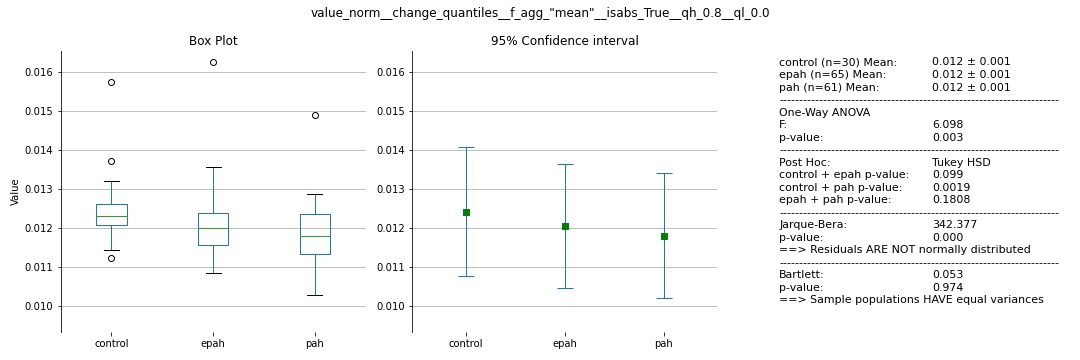 value_norm__change_quantiles__f_agg_"mean"__isabs_True__qh_0.8__ql_0.0
Box Plot
Value
0.016
0.015
0.014
0.013
0.012
0.011
0.010
control epah pah
95% Confidence interval
0.016
0.015
0.014
0.013
0.012
0.011
0.010
control epah pah
control (n=30) Mean: 0.012 ± 0.001
epah (n=65) Mean: 0.012 ± 0.001
pah (n=61) Mean: 0.012 ± 0.001
One-Way ANOVA
F: 6.098
p-value: 0.003
Post Hoc: Tukey HSD
control + epah p-value: 0.099
control + pah p-value: 0.0019
epah + pah p-value: 0.1808
Jarque-Bera: 342.377
p-value: 0.000
==> Residuals ARE NOT normally distributed
Bartlett: 0.053
p-value: 0.974
==> Sample populations HAVE equal variances